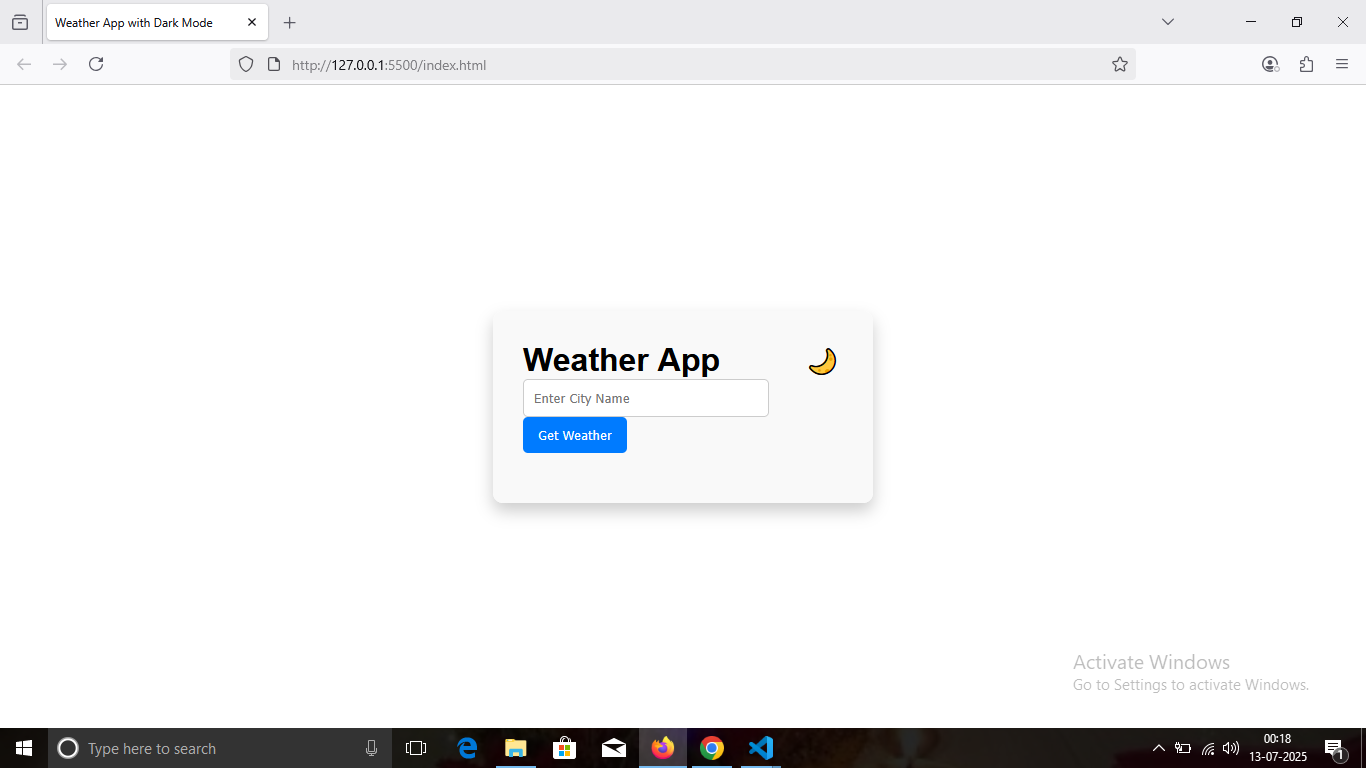 Weather App with Dark Mode
http://127.0.0.1:5500/index.html
Weather App
Enter City Name
Get Weather
Activate Windows
Go to Settings to activate Windows.
Type here to search
00:18
13-07-2025
1